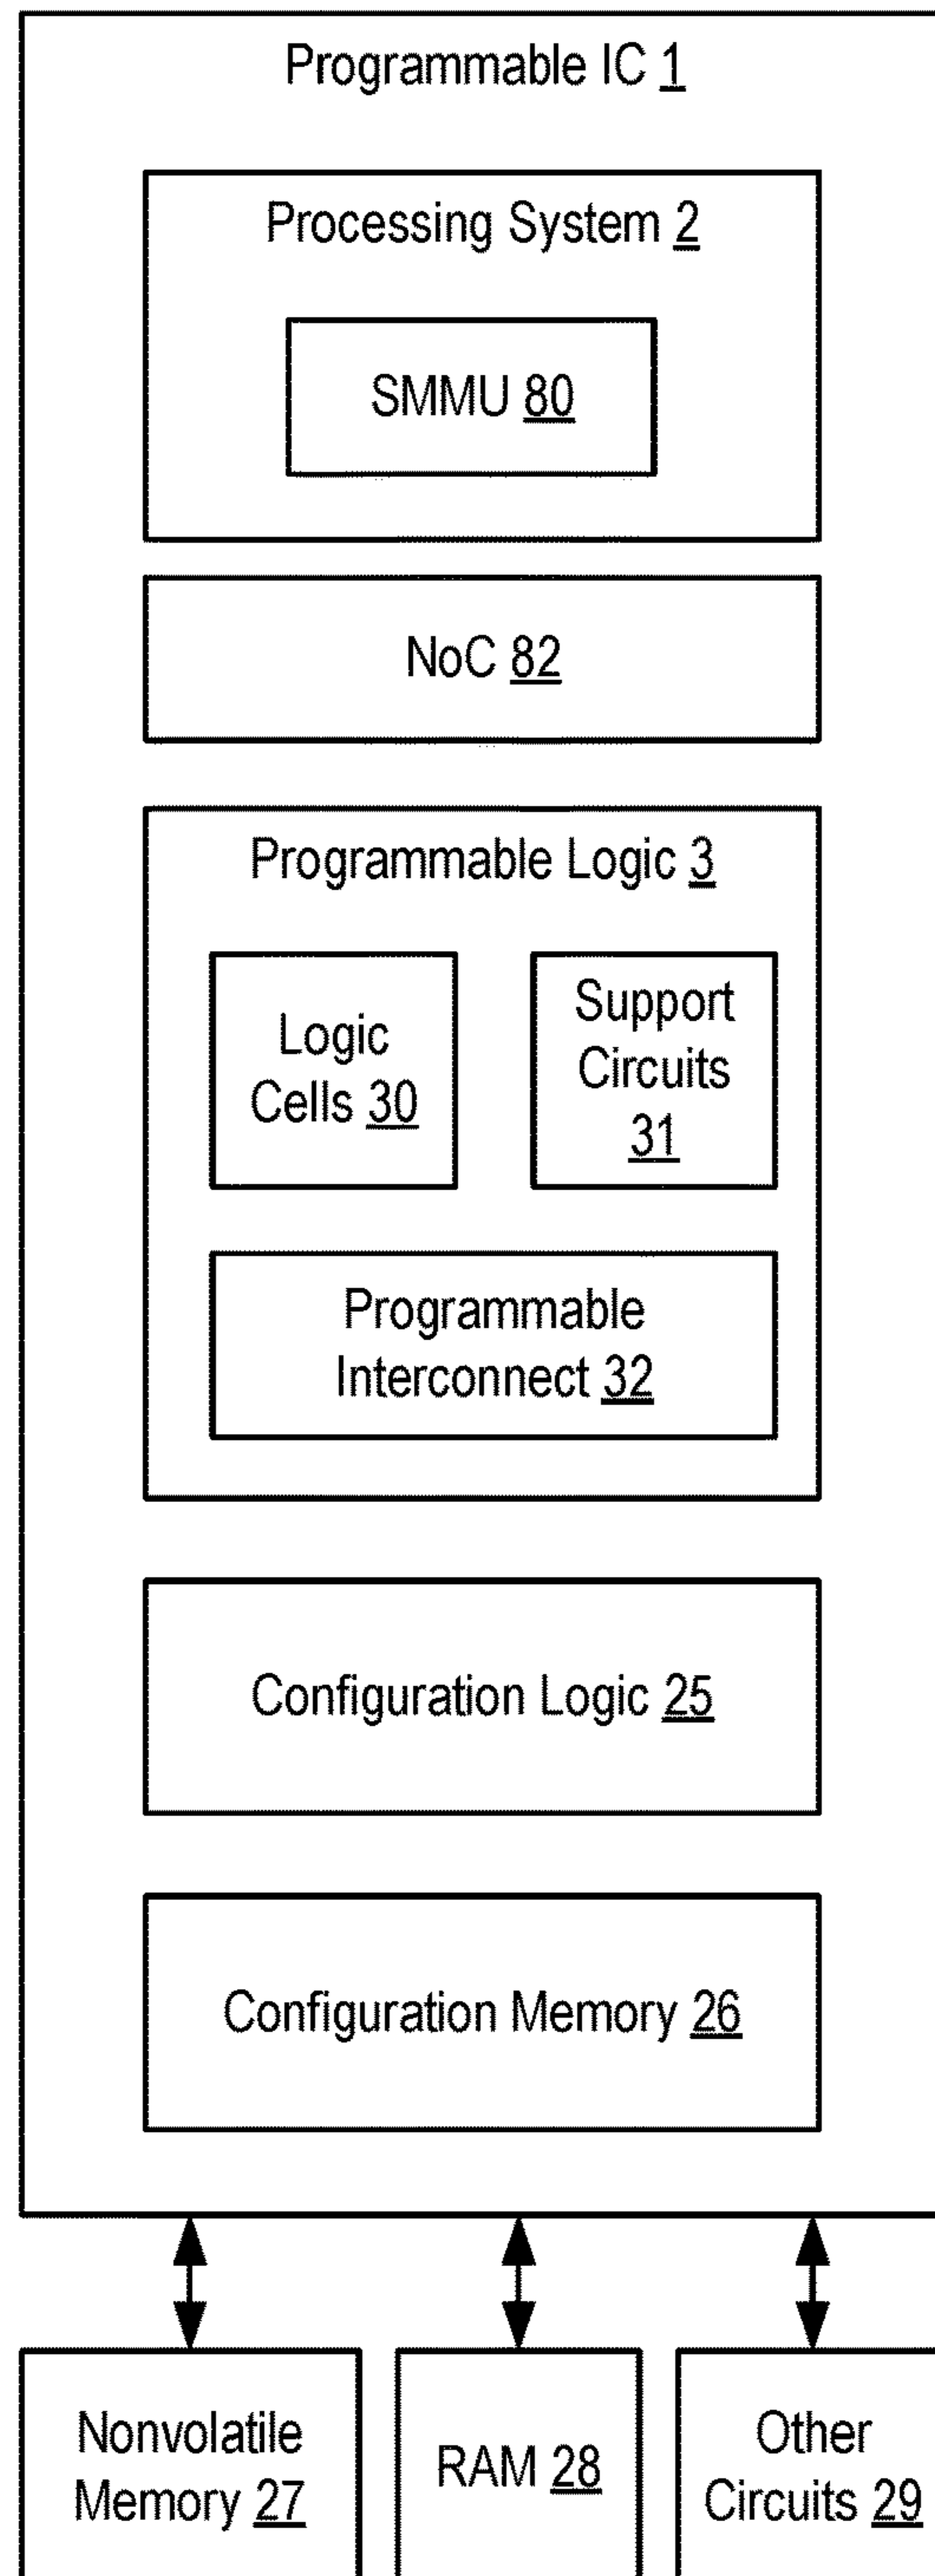 Programmable IC 1
Processing System 2
SMMU 80
NoC 82
Programmable Logic 3
Logic
Cells 30
Support
Circuits
31
Programmable
Interconnect 32
Configuration Logic 25
Configuration Memory 26
Nonvolatile
Memory 27
RAM 28
Other
Circuits 29